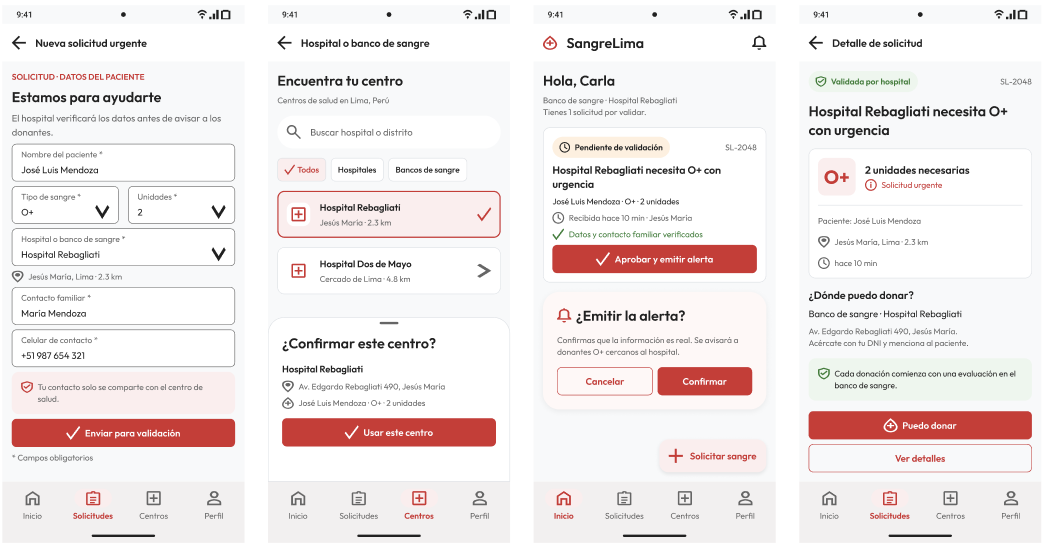 9:41
Nueva solicitud urgente
SOLICITUD · DATOS DEL PACIENTE
Estamos para ayudarte
El hospital verificará los datos antes de avisar a los
donantes.
Nombre del paciente *
José Luis Mendoza
Tipo de sangre *
O+
Unidades *
2
Hospital o banco de sangre *
Hospital Rebagliati
Jesús María, Lima · 2.3 km
Contacto familiar *
María Mendoza
Celular de contacto *
+51 987 654 321
Tu contacto solo se comparte con el centro de
salud.
Enviar para validación
* Campos obligatorios
Inicio
Solicitudes
Centros
Perfil
9:41
Hospital o banco de sangre
Encuentra tu centro
Centros de salud en Lima, Perú
Buscar hospital o distrito
Todos
Hospitales
Bancos de sangre
Hospital Rebagliati
Jesús María · 2.3 km
Hospital Dos de Mayo
Cercado de Lima · 4.8 km
¿Confirmar este centro?
Hospital Rebagliati
Av. Edgardo Rebagliati 490, Jesús María
José Luis Mendoza · O+ · 2 unidades
Usar este centro
Inicio
Solicitudes
Centros
Perfil
9:41
SangreLima
Hola, Carla
Banco de sangre · Hospital Rebagliati
Tienes 1 solicitud por validar.
Pendiente de validación
SL-2048
Hospital Rebagliati necesita O+ con
urgencia
José Luis Mendoza · O+ · 2 unidades
Recibida hace 10 min · Jesús María
Datos y contacto familiar verificados
Aprobar y emitir alerta
¿Emitir la alerta?
Confirmas que la información es real. Se avisará a
donantes O+ cercanos al hospital.
Cancelar
Confirmar
Solicitar sangre
Inicio
Solicitudes
Centros
Perfil
9:41
Detalle de solicitud
Validada por hospital
SL-2048
Hospital Rebagliati necesita O+
con urgencia
O+
2 unidades necesarias
Solicitud urgente
Paciente: José Luis Mendoza
Jesús María, Lima · 2.3 km
hace 10 min
¿Dónde puedo donar?
Banco de sangre · Hospital Rebagliati
Av. Edgardo Rebagliati 490, Jesús María.
Acércate con tu DNI y menciona al paciente.
Cada donación comienza con una evaluación en el
banco de sangre.
Puedo donar
Ver detalles
Inicio
Solicitudes
Centros
Perfil